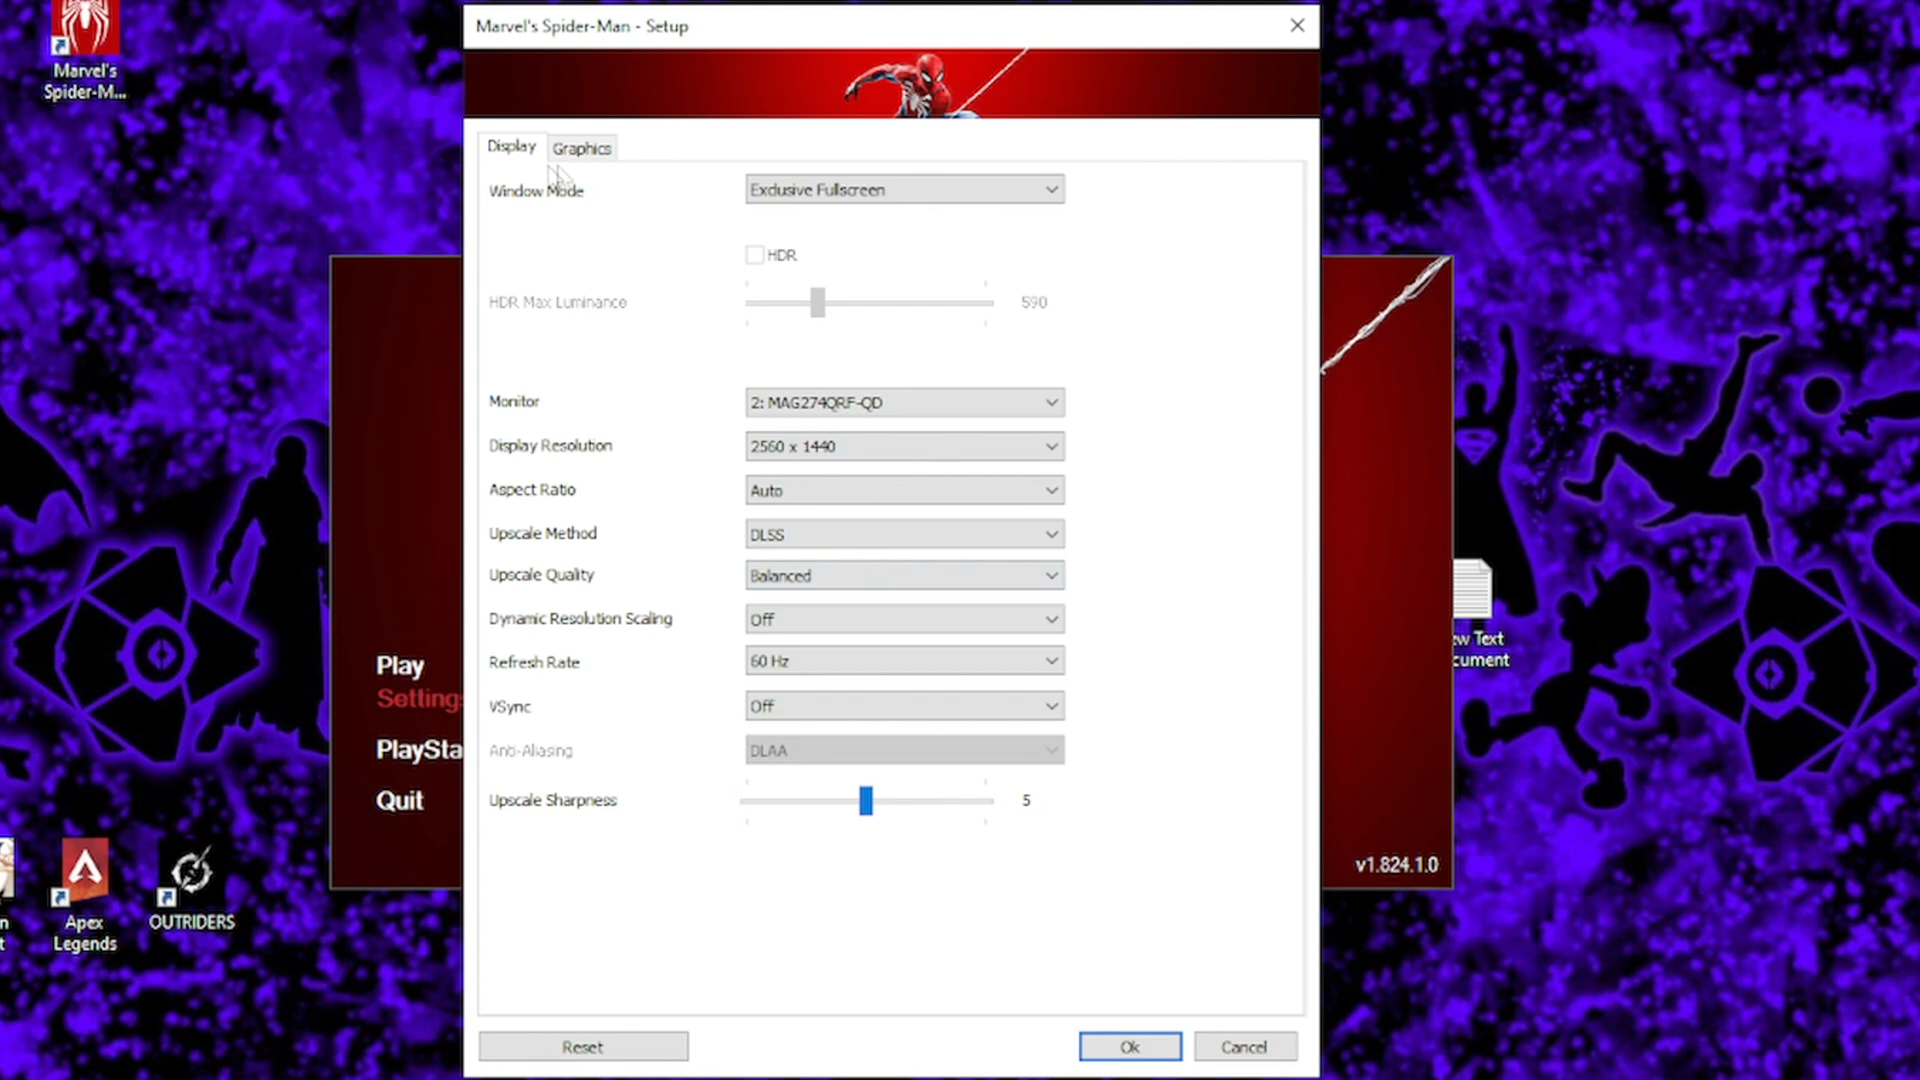 Marvel's
Spider-M...
Marvel's Spider-Man - Setup
Display
Graphics
Window Mode
Exclusive Fullscreen
HDR
HDR Max Luminance
590
Monitor
2: MAG274QRF-QD
Display Resolution
2560 x 1440
Aspect Ratio
Auto
Upscale Method
DLSS
Upscale Quality
Balanced
Dynamic Resolution Scaling
Off
Refresh Rate
60 Hz
VSync
Off
Anti-Aliasing
DLAA
Upscale Sharpness
5
Reset
Ok
Cancel
Play
Settings
PlaySta
Quit
v1.824.1.0
ew Text
cument
Apex
Legends
OUTRIDERS
n
t